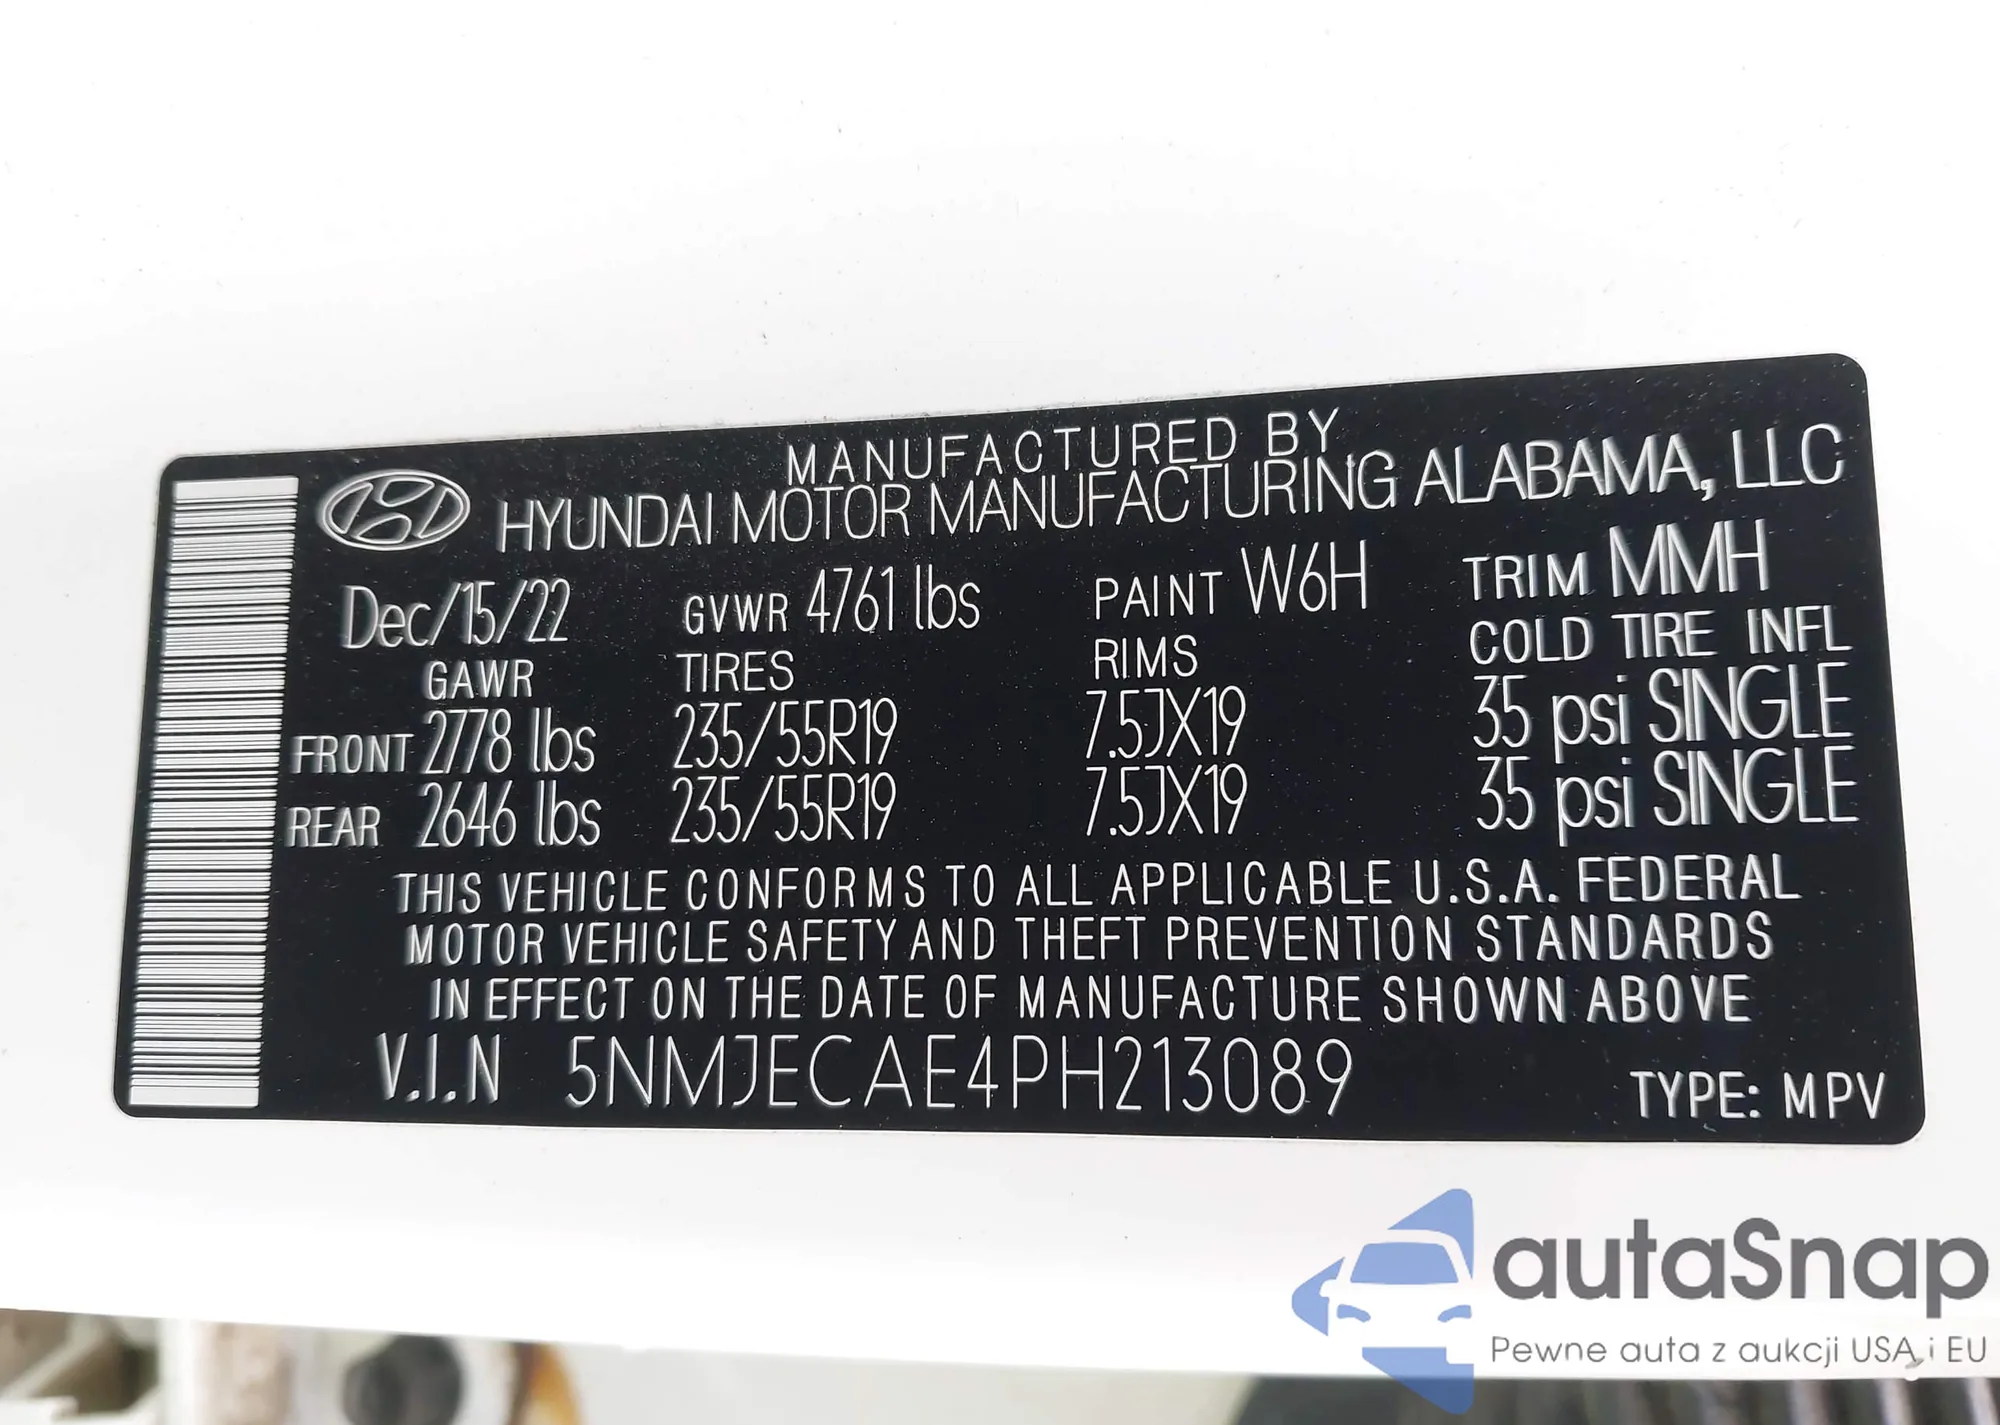 MANUFACTURED BY
HYUNDAI MOTOR MANUFACTURING ALABAMA, LLC
Dec/15/22 GVWR 4761 lbs PAINT W6H TRIM MMH
GAWR TIRES RIMS COLD TIRE INFL
FRONT 2778 lbs 235/55R19 7.5JX19 35 psi SINGLE
REAR 2646 lbs 235/55R19 7.5JX19 35 psi SINGLE
THIS VEHICLE CONFORMS TO ALL APPLICABLE U.S.A. FEDERAL
MOTOR VEHICLE SAFETY AND THEFT PREVENTION STANDARDS
IN EFFECT ON THE DATE OF MANUFACTURE SHOWN ABOVE
V.I.N 5NMJECAE4PH213089 TYPE: MPV
autaSnap
Pewne auta z aukcji USA i EU